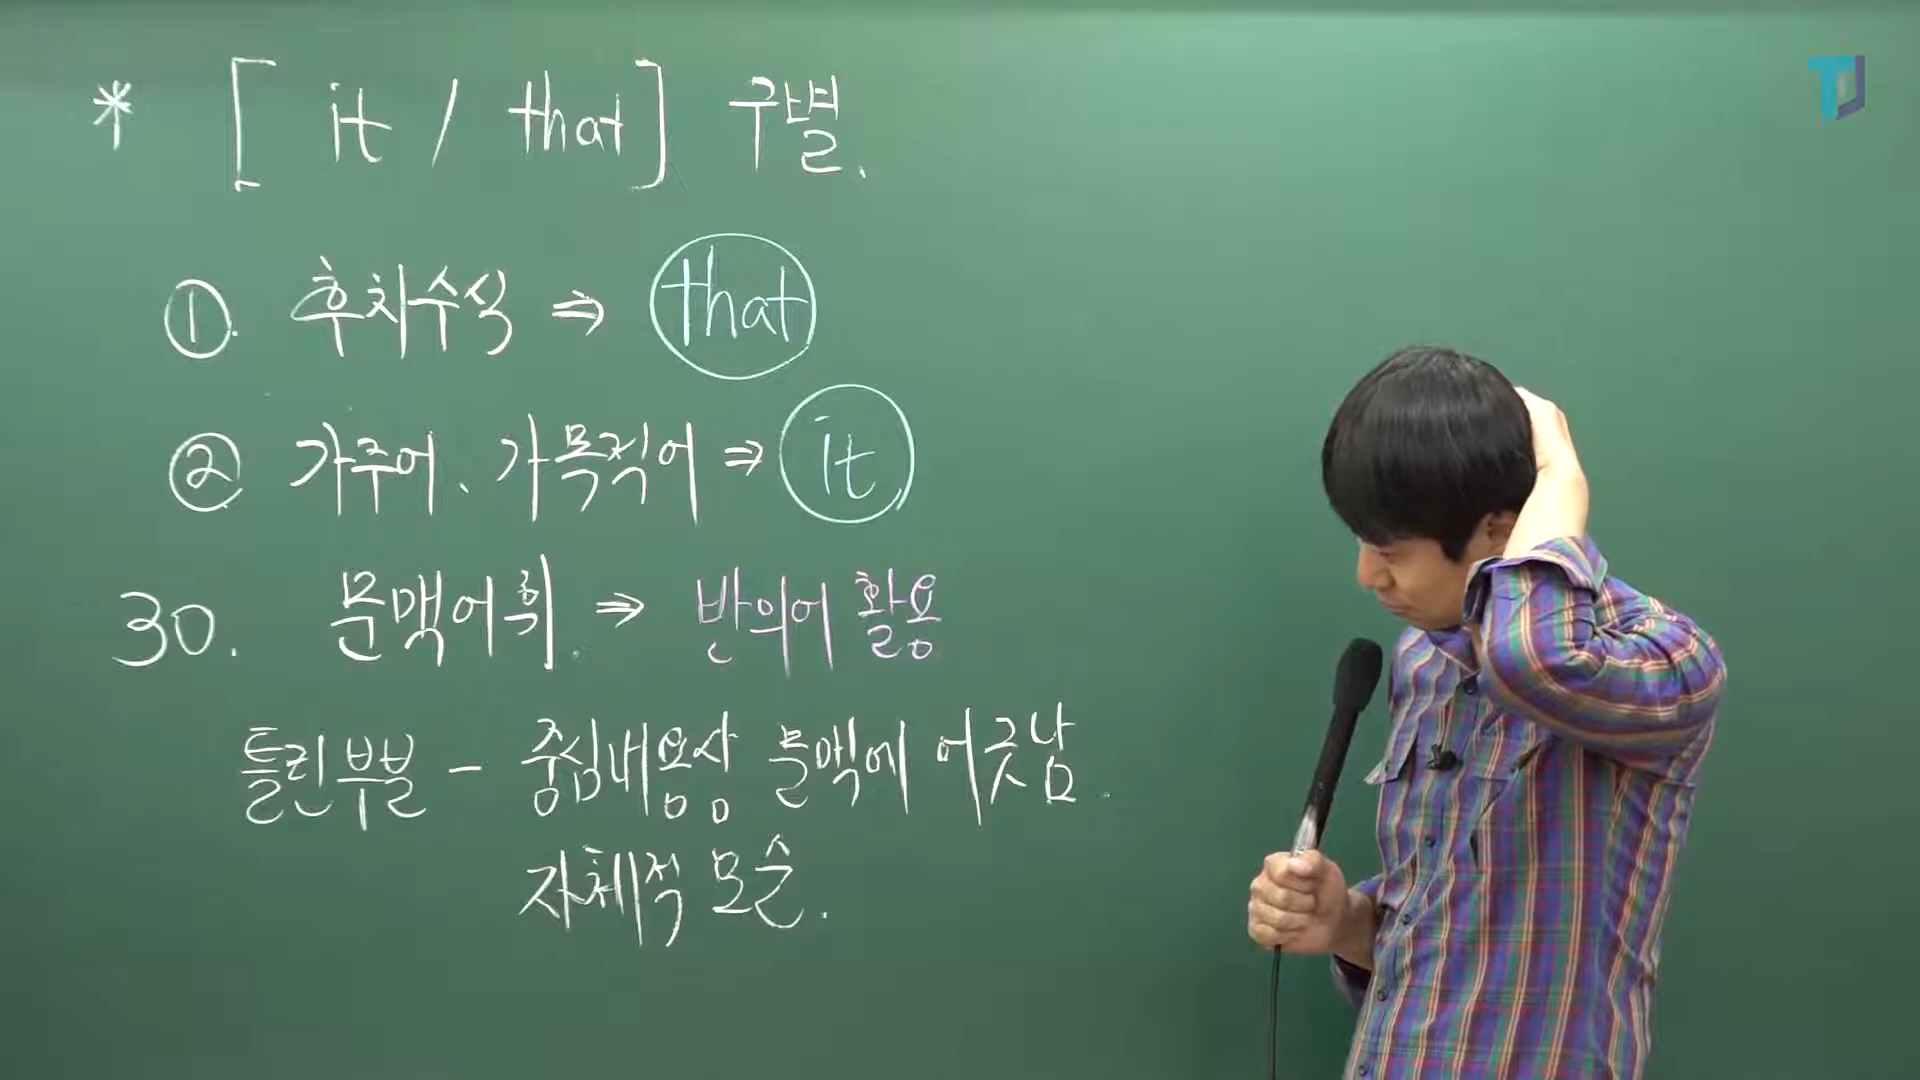 * [ it / that ] 구별.
①. 후치수식 ⇒ that
② 가주어、가목적어 ⇒ it
30. 문맥어휘. ⇒ 반의어 활용
틀린부분 - 중심내용상 문맥에 어긋남.
자체적 모순.